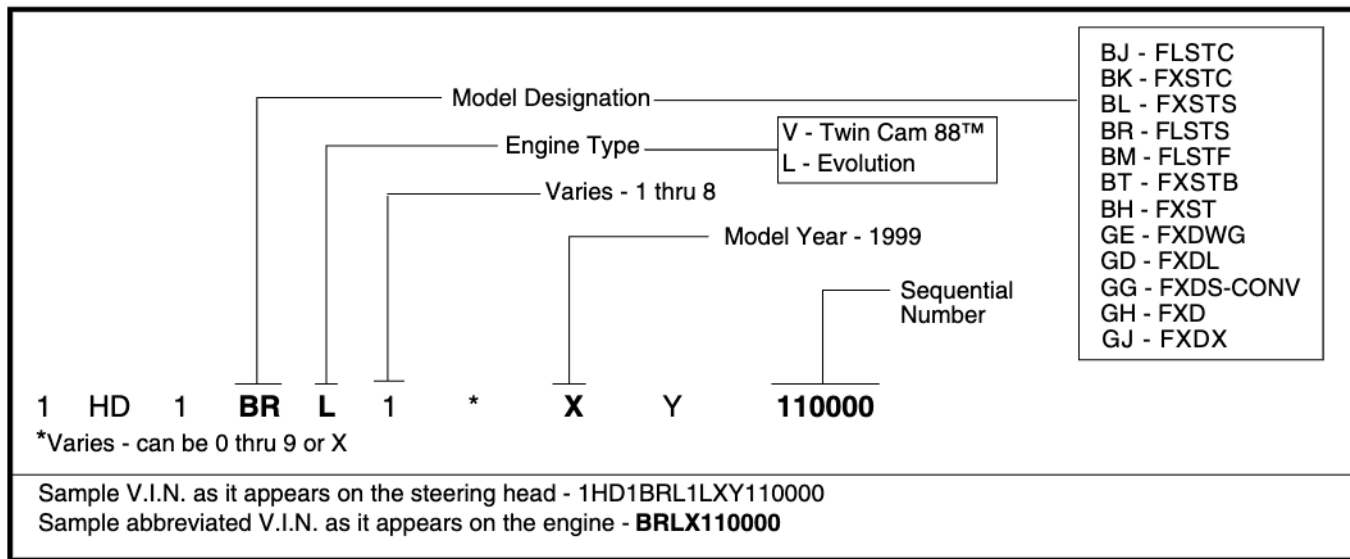 Model Designation
BJ - FLSTC
BK - FXSTC
BL - FXSTS
BR - FLSTS
BM - FLSTF
BT - FXSTB
BH - FXST
GE - FXDWG
GD - FXDL
GG - FXDS-CONV
GH - FXD
GJ - FXDX
Engine Type
V - Twin Cam 88™
L - Evolution
Varies - 1 thru 8
Model Year - 1999
Sequential
Number
1 HD 1 BR L 1 * X Y 110000
*Varies - can be 0 thru 9 or X
Sample V.I.N. as it appears on the steering head - 1HD1BRL1LXY110000
Sample abbreviated V.I.N. as it appears on the engine - BRLX110000